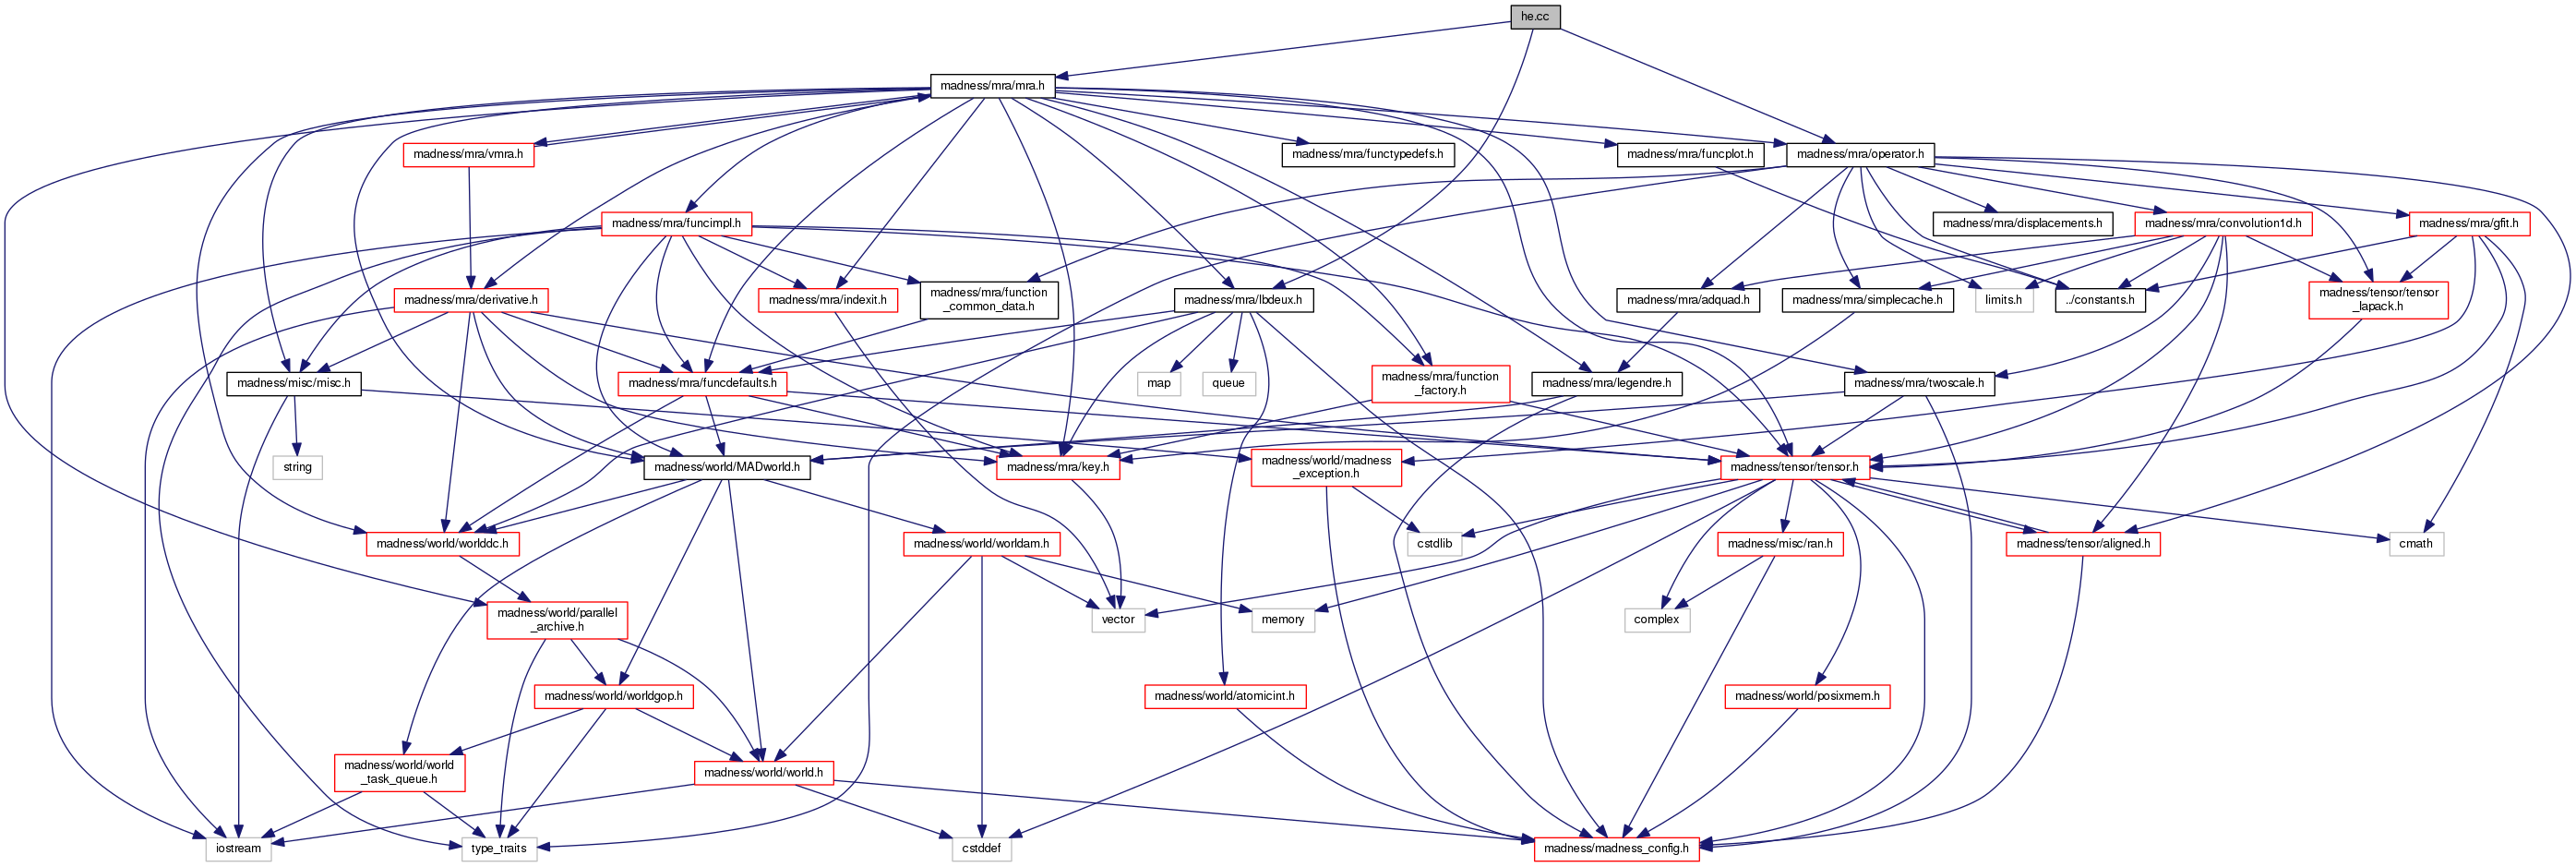 he.cc
madness/mra/mra.h
madness/mra/vmra.h
madness/mra/functypedefs.h
madness/mra/funcplot.h
madness/mra/operator.h
madness/mra/funcimpl.h
madness/mra/displacements.h
madness/mra/convolution1d.h
madness/mra/gfit.h
madness/mra/derivative.h
madness/mra/indexit.h
madness/mra/function
_common_data.h
madness/mra/lbdeux.h
madness/mra/adquad.h
madness/mra/simplecache.h
limits.h
../constants.h
madness/tensor/tensor
_lapack.h
madness/misc/misc.h
madness/mra/funcdefaults.h
map
queue
madness/mra/function
_factory.h
madness/mra/legendre.h
madness/mra/twoscale.h
string
madness/world/MADworld.h
madness/mra/key.h
madness/world/madness
_exception.h
madness/tensor/tensor.h
madness/world/worlddc.h
madness/world/worldam.h
cstdlib
madness/misc/ran.h
madness/tensor/aligned.h
cmath
madness/world/parallel
_archive.h
vector
memory
complex
madness/world/worldgop.h
madness/world/atomicint.h
madness/world/posixmem.h
madness/world/world
_task_queue.h
madness/world/world.h
iostream
type_traits
cstddef
madness/madness_config.h